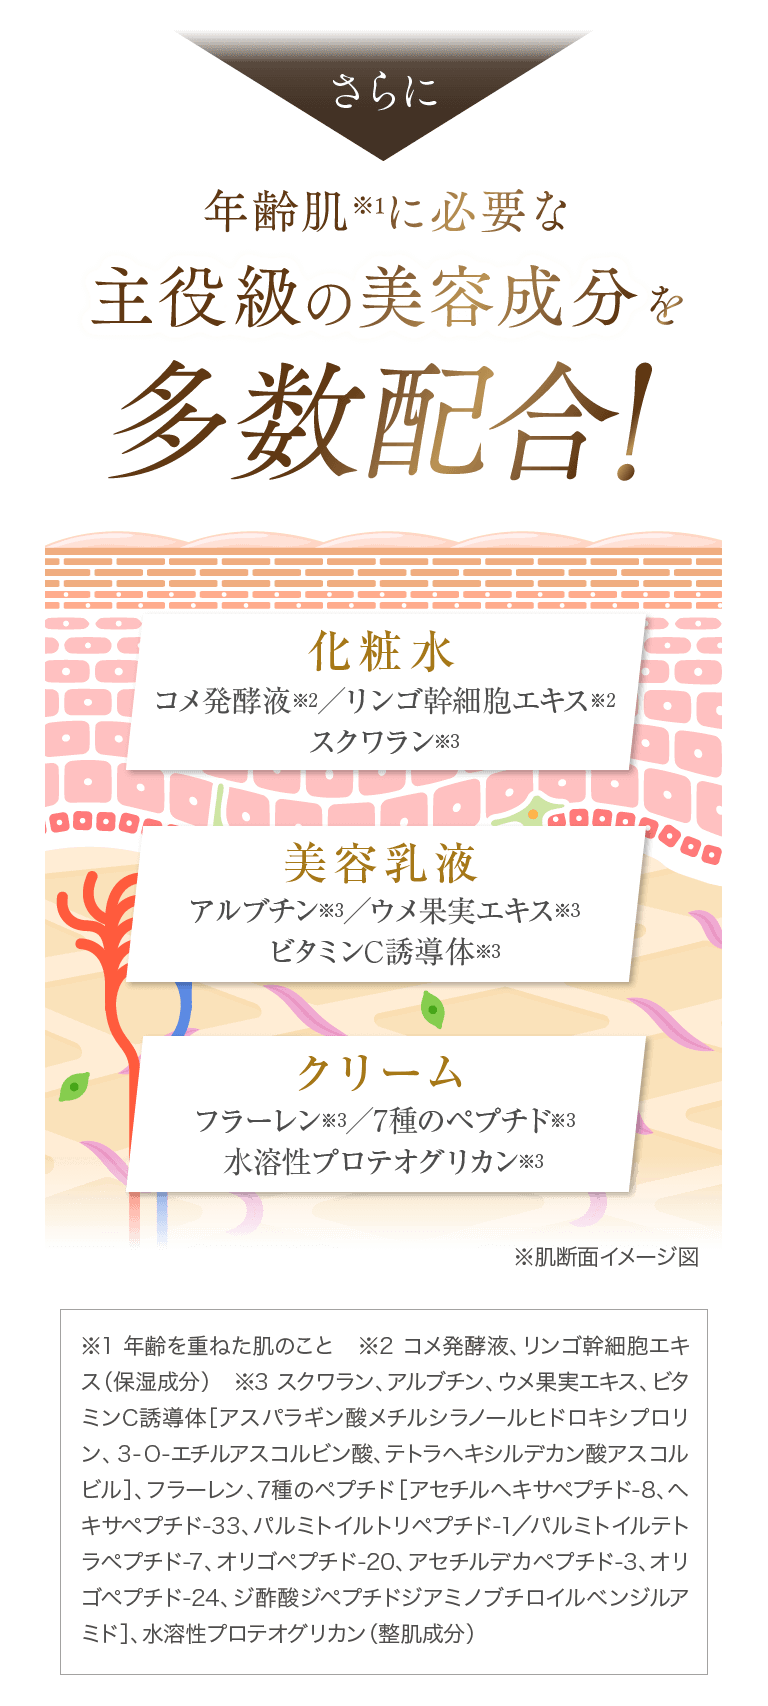 さらに
年齢肌※1に必要な
主役級の美容成分を
多数配合!
化粧水
コメ発酵液※2／リンゴ幹細胞エキス※2
スクワラン※3
美容乳液
アルブチン※3／ウメ果実エキス※3
ビタミンC誘導体※3
クリーム
フラーレン※3／7種のペプチド※3
水溶性プロテオグリカン※3
※肌断面イメージ図
※1 年齢を重ねた肌のこと　※2 コメ発酵液、リンゴ幹細胞エキ
ス（保湿成分）　※3 スクワラン、アルブチン、ウメ果実エキス、ビタ
ミンC誘導体［アスパラギン酸メチルシラノールヒドロキシプロリ
ン、3-O-エチルアスコルビン酸、テトラヘキシルデカン酸アスコル
ビル］、フラーレン、7種のペプチド［アセチルヘキサペプチド-8、ヘ
キサペプチド-33、パルミトイルトリペプチド-1／パルミトイルテト
ラペプチド-7、オリゴペプチド-20、アセチルデカペプチド-3、オリ
ゴペプチド-24、ジ酢酸ジペプチドジアミノブチロイルベンジルア
ミド］、水溶性プロテオグリカン（整肌成分）